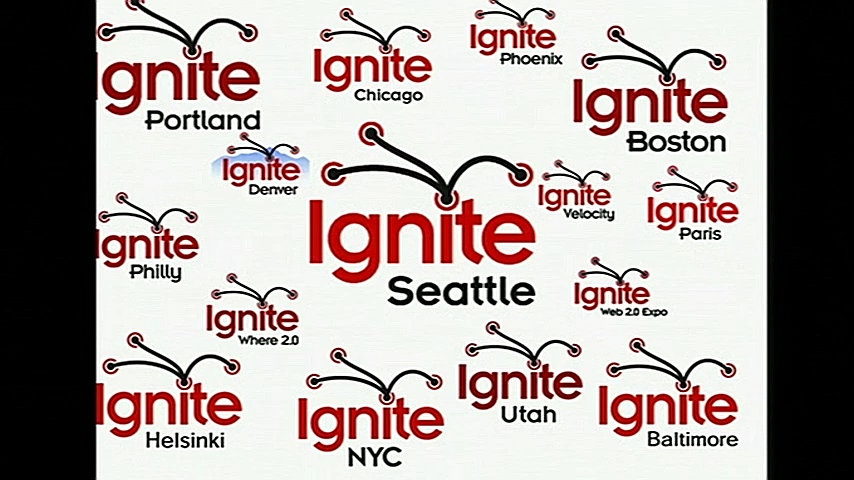 Ignite
Portland
Ignite
Chicago
Ignite
Phoenix
Ignite
Boston
Ignite
Denver
Ignite
Seattle
Ignite
Velocity
Ignite
Paris
Ignite
Philly
Ignite
Where 2.0
Ignite
Web 2.0 Expo
Ignite
Helsinki
Ignite
NYC
Ignite
Utah
Ignite
Baltimore